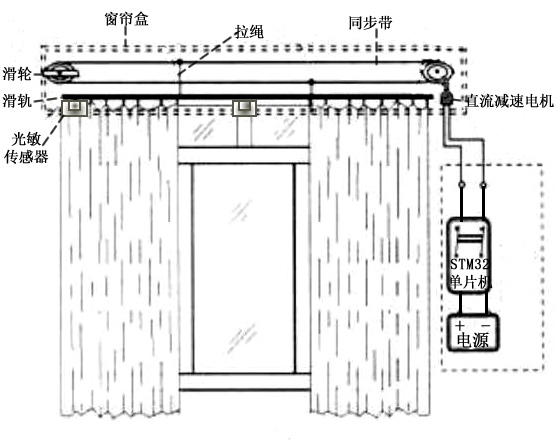 窗帘盒
拉绳
同步带
滑轮
滑轨
直流减速电机
光敏
传感器
STM32
单片机
+ −
电源